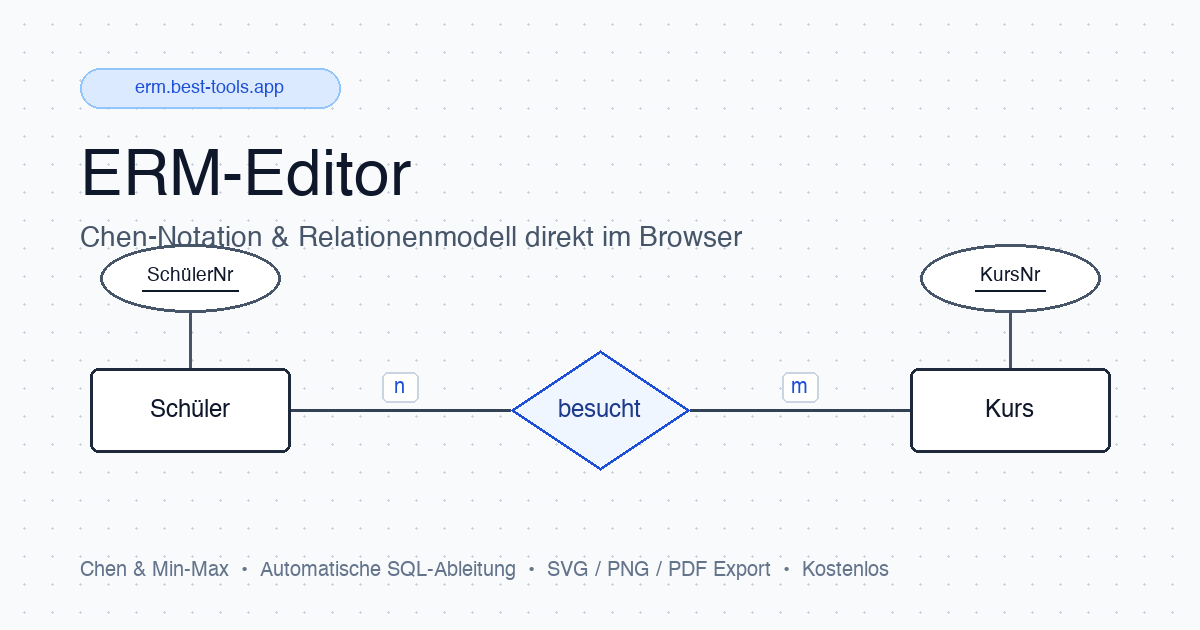 erm.best-tools.app
ERM-Editor
Chen-Notation & Relationenmodell direkt im Browser
SchülerNr
KursNr
n
m
Schüler
besucht
Kurs
Chen & Min-Max • Automatische SQL-Ableitung • SVG / PNG / PDF Export • Kostenlos